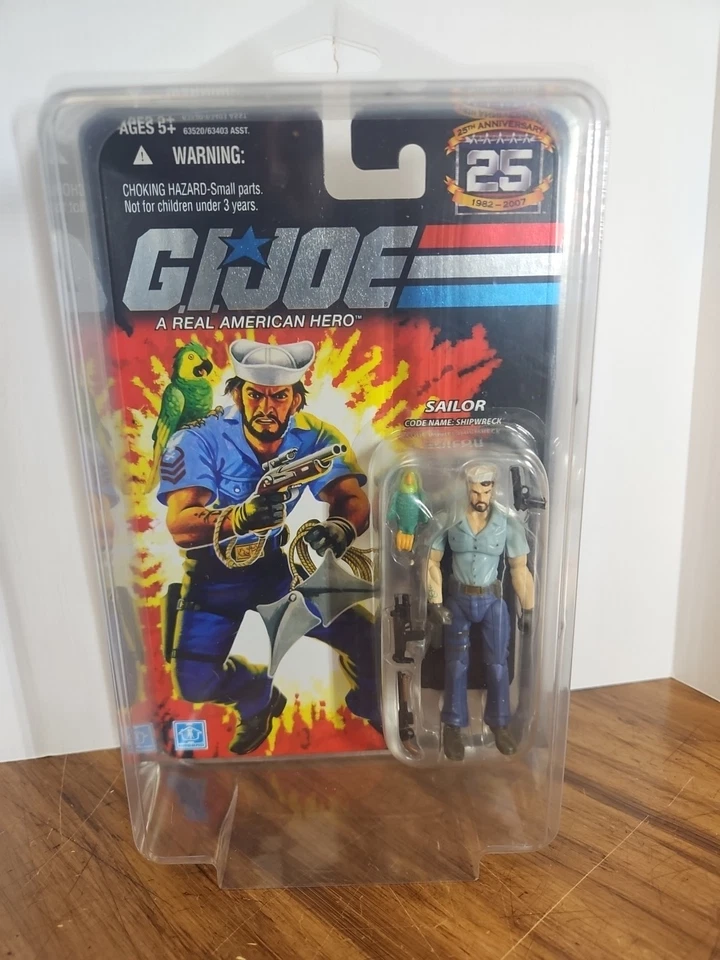 AGES 5+ 63520/63403 ASST.
25TH ANNIVERSARY
25
1982-2007
WARNING:
CHOKING HAZARD-Small parts.
Not for children under 3 years.
G.I.JOE
A REAL AMERICAN HERO™
SAILOR
CODE NAME: SHIPWRECK